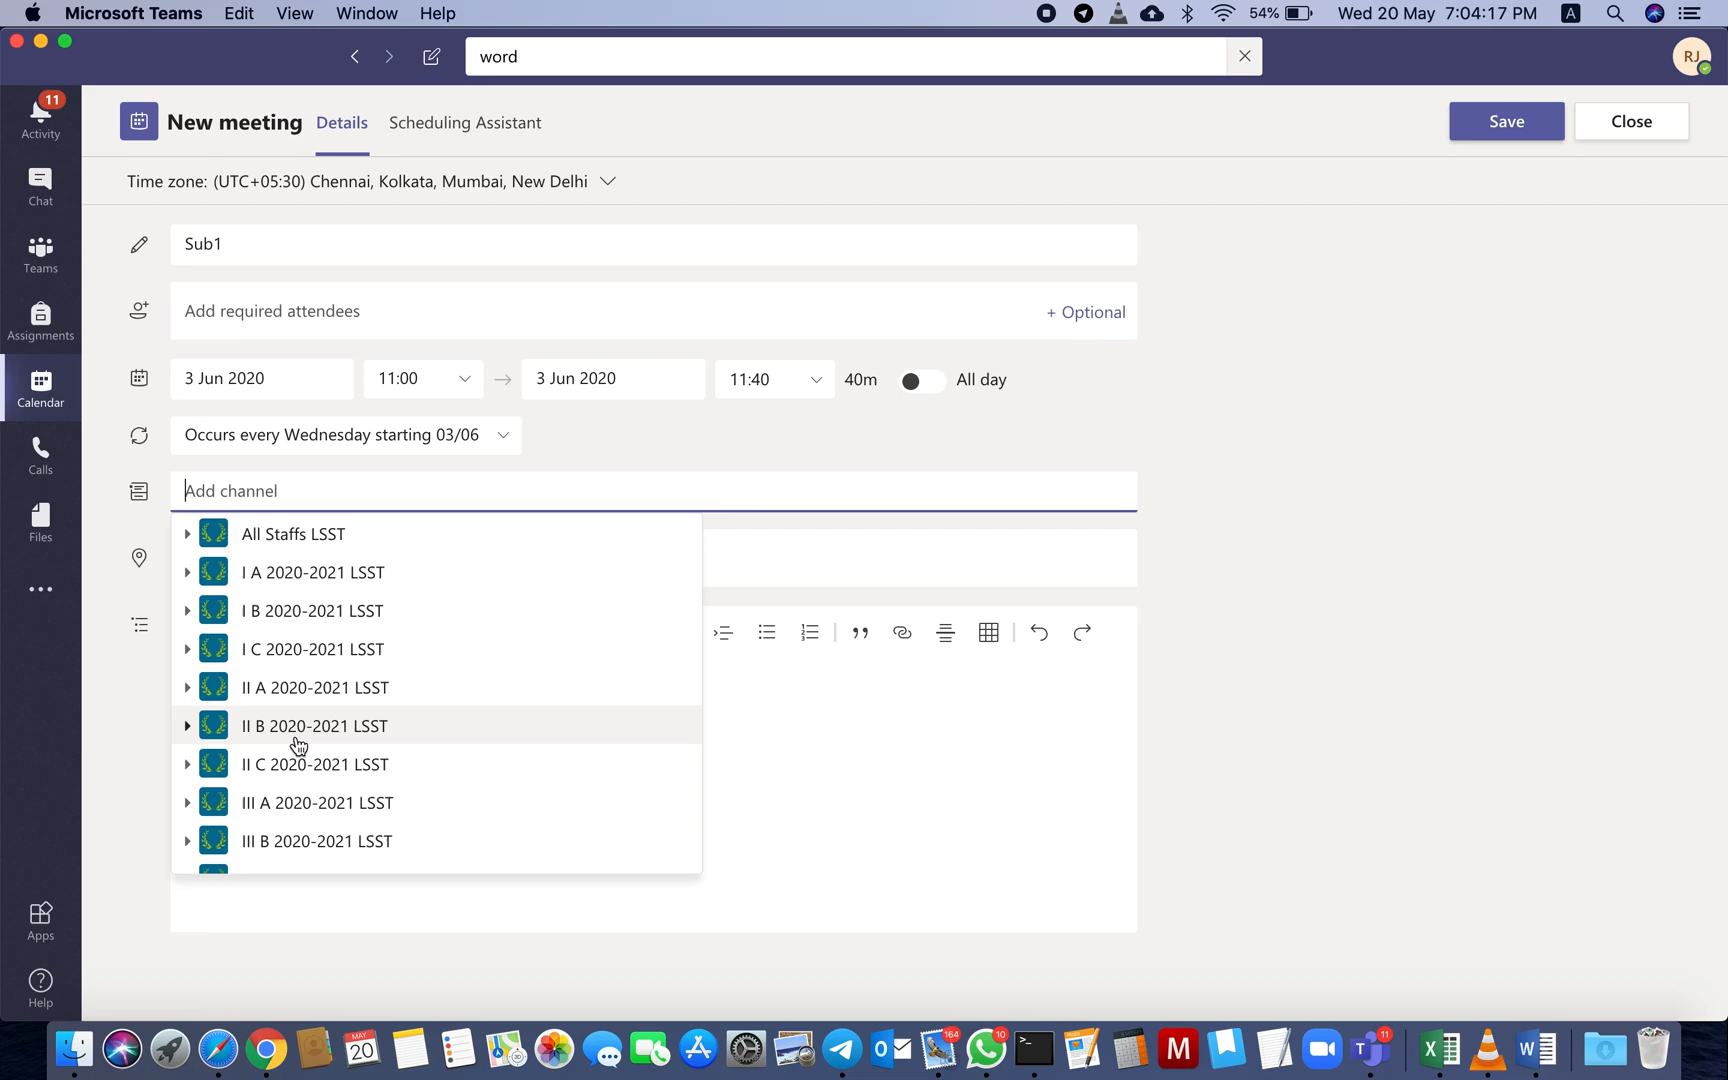 Microsoft Teams Edit View Window Help 54% Wed 20 May 7:04:17 PM A
word RJ
New meeting Details Scheduling Assistant Save Close
Time zone: (UTC+05:30) Chennai, Kolkata, Mumbai, New Delhi
11
Activity
Chat
Teams
Assignments
Calendar
Calls
Files
Apps
Help
Sub1
Add required attendees + Optional
3 Jun 2020 11:00 3 Jun 2020 11:40 40m All day
Occurs every Wednesday starting 03/06
Add channel
All Staffs LSST
I A 2020-2021 LSST
I B 2020-2021 LSST
I C 2020-2021 LSST
II A 2020-2021 LSST
II B 2020-2021 LSST
II C 2020-2021 LSST
III A 2020-2021 LSST
III B 2020-2021 LSST
MAY 20 164 10 11